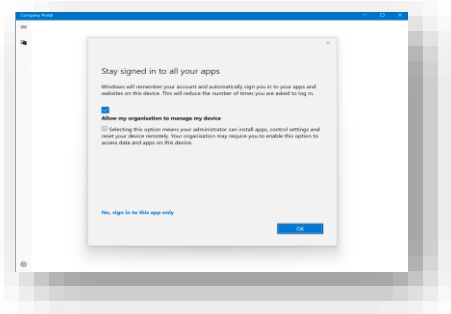 Company Portal
Stay signed in to all your apps
Windows will remember your account and automatically sign you in to your apps and
websites on this device. This will reduce the number of times you are asked to log in.
Allow my organisation to manage my device
Selecting this option means your administrator can install apps, control settings and
reset your device remotely. Your organisation may require you to enable this option to
access data and apps on this device.
No, sign in to this app only
OK